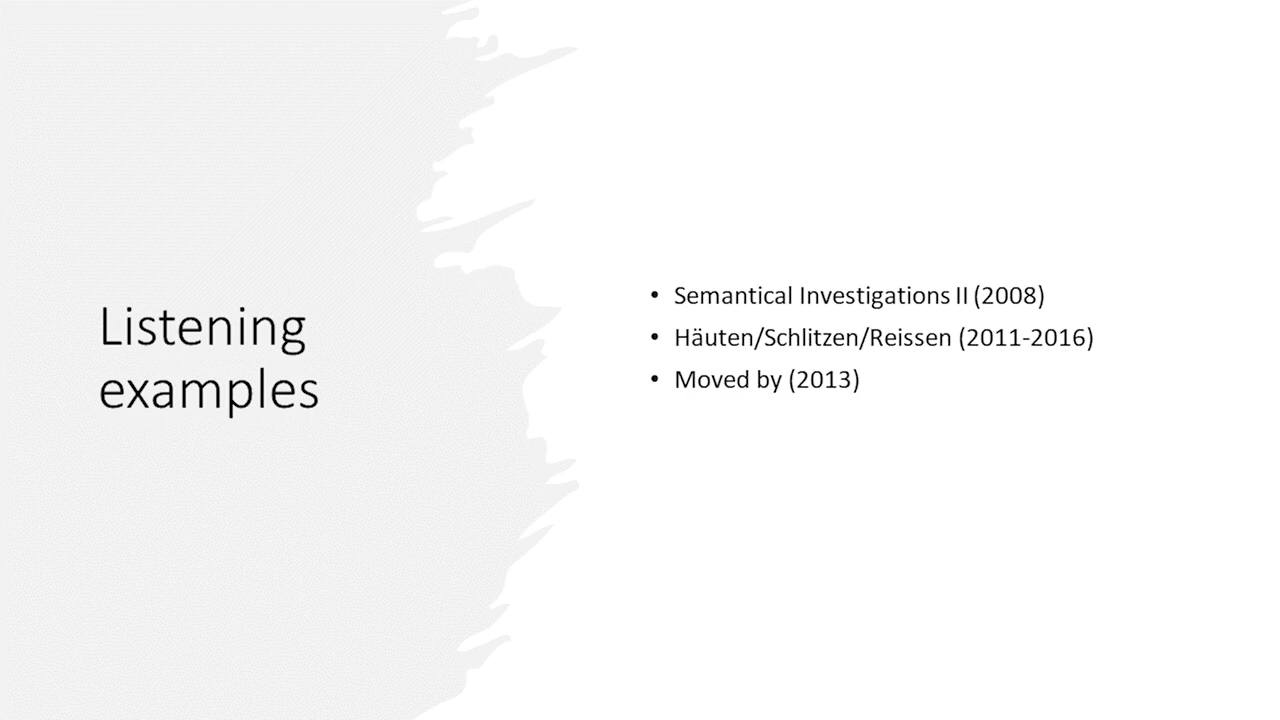 Listening
examples
• Semantical Investigations II (2008)
• Häuten/Schlitzen/Reissen (2011-2016)
• Moved by (2013)